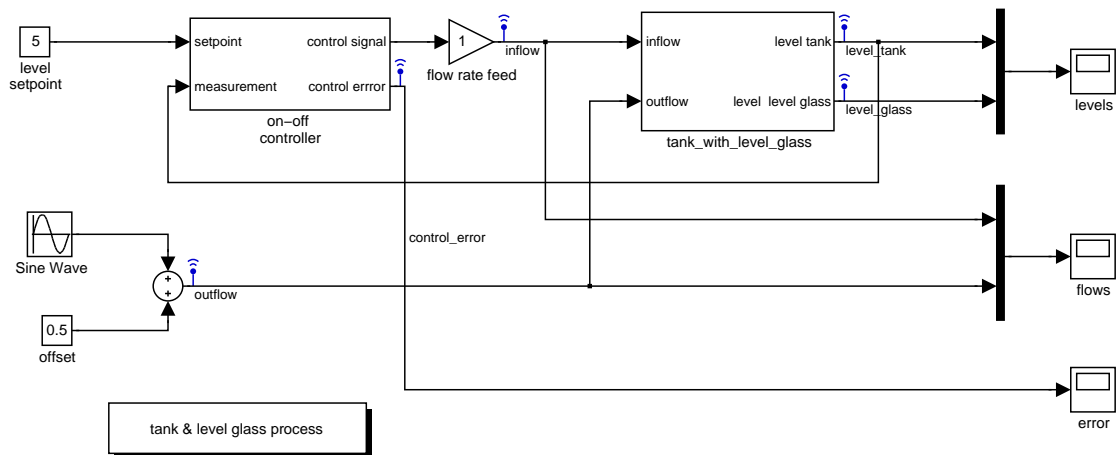 5
level
setpoint
setpoint
measurement
control signal
control errror
on−off
controller
1
flow rate feed
inflow
inflow
outflow
level tank
level level glass
tank_with_level_glass
level_tank
level_glass
levels
Sine Wave
+
+
outflow
0.5
offset
control_error
flows
error
tank & level glass process